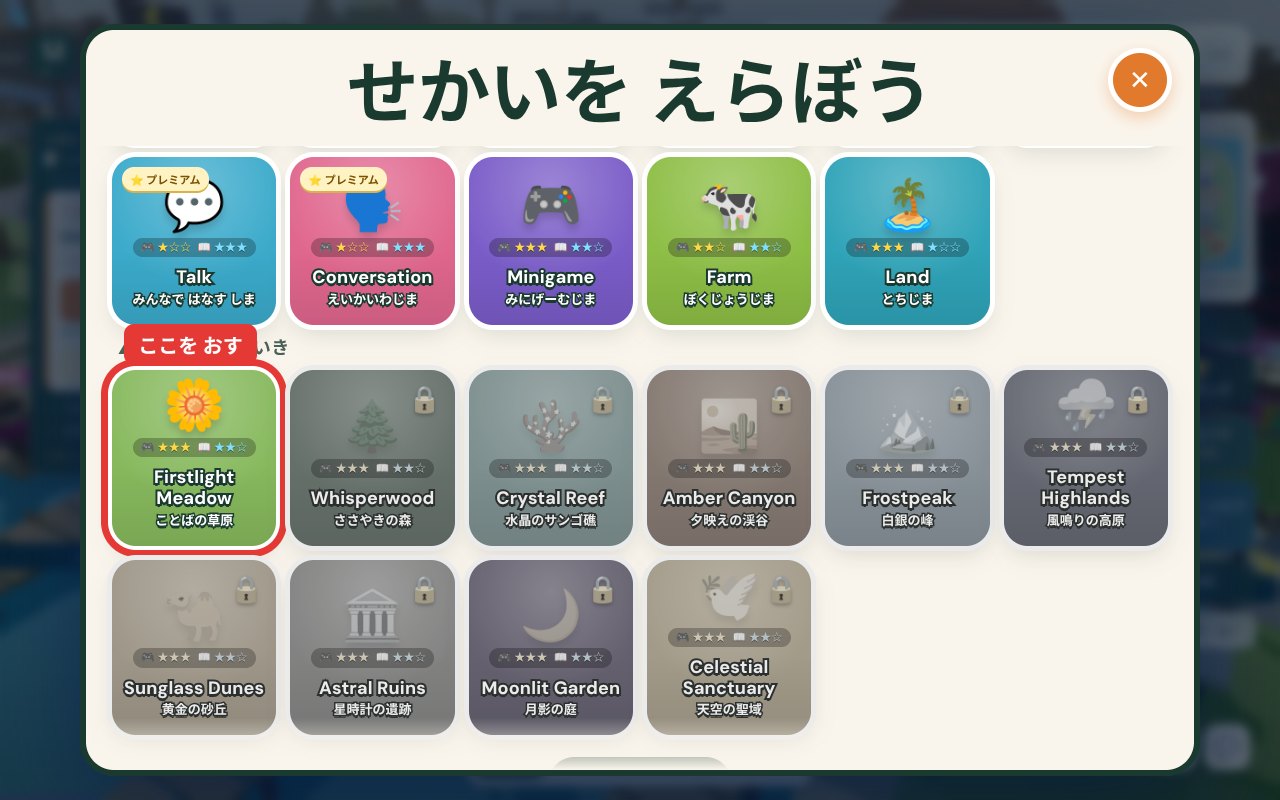 せかいを えらぼう
プレミアム
★☆☆ ★★★
Talk
みんなで はなす しま
プレミアム
★☆☆ ★★★
Conversation
えいかいわじま
★★★ ★★☆
Minigame
みにげーむじま
★★☆ ★★☆
Farm
ぼくじょうじま
★★★ ★☆☆
Land
とちじま
ここを おす
いき
★★★ ★★☆
Firstlight
Meadow
ことばの草原
★★★ ★★☆
Whisperwood
ささやきの森
★★★ ★★☆
Crystal Reef
水晶のサンゴ礁
★★★ ★★☆
Amber Canyon
夕映えの渓谷
★★★ ★★☆
Frostpeak
白銀の峰
★★★ ★★☆
Tempest
Highlands
風鳴りの高原
★★★ ★★☆
Sunglass Dunes
黄金の砂丘
★★★ ★★☆
Astral Ruins
星時計の遺跡
★★★ ★★☆
Moonlit Garden
月影の庭
★★★ ★★☆
Celestial
Sanctuary
天空の聖域